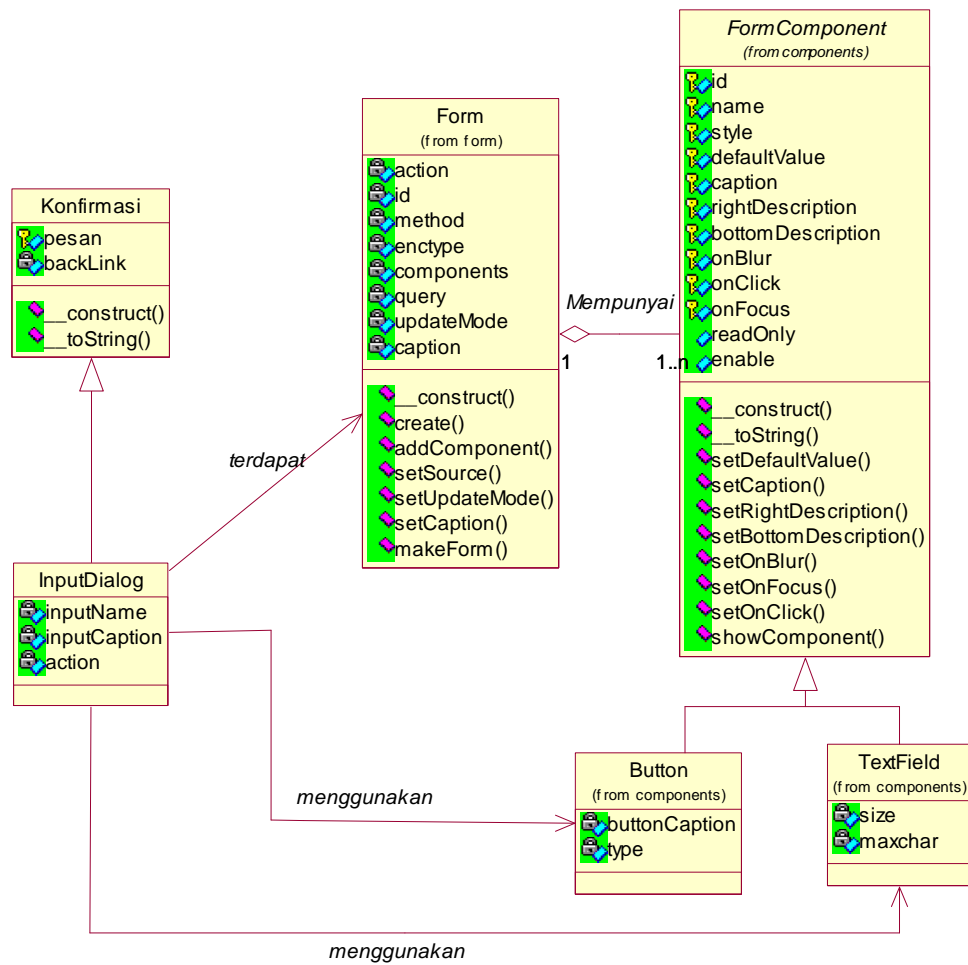 FormComponent
(from components)
id
name
style
defaultValue
caption
rightDescription
bottomDescription
onBlur
onClick
onFocus
readOnly
enable
__construct()
__toString()
setDefaultValue()
setCaption()
setRightDescription()
setBottomDescription()
setOnBlur()
setOnFocus()
setOnClick()
showComponent()
Form
(from form)
action
id
method
enctype
components
query
updateMode
caption
__construct()
create()
addComponent()
setSource()
setUpdateMode()
setCaption()
makeForm()
Mempunyai
1
1..n
Konfirmasi
pesan
backLink
__construct()
__toString()
terdapat
InputDialog
inputName
inputCaption
action
menggunakan
Button
(from components)
buttonCaption
type
TextField
(from components)
size
maxchar
menggunakan